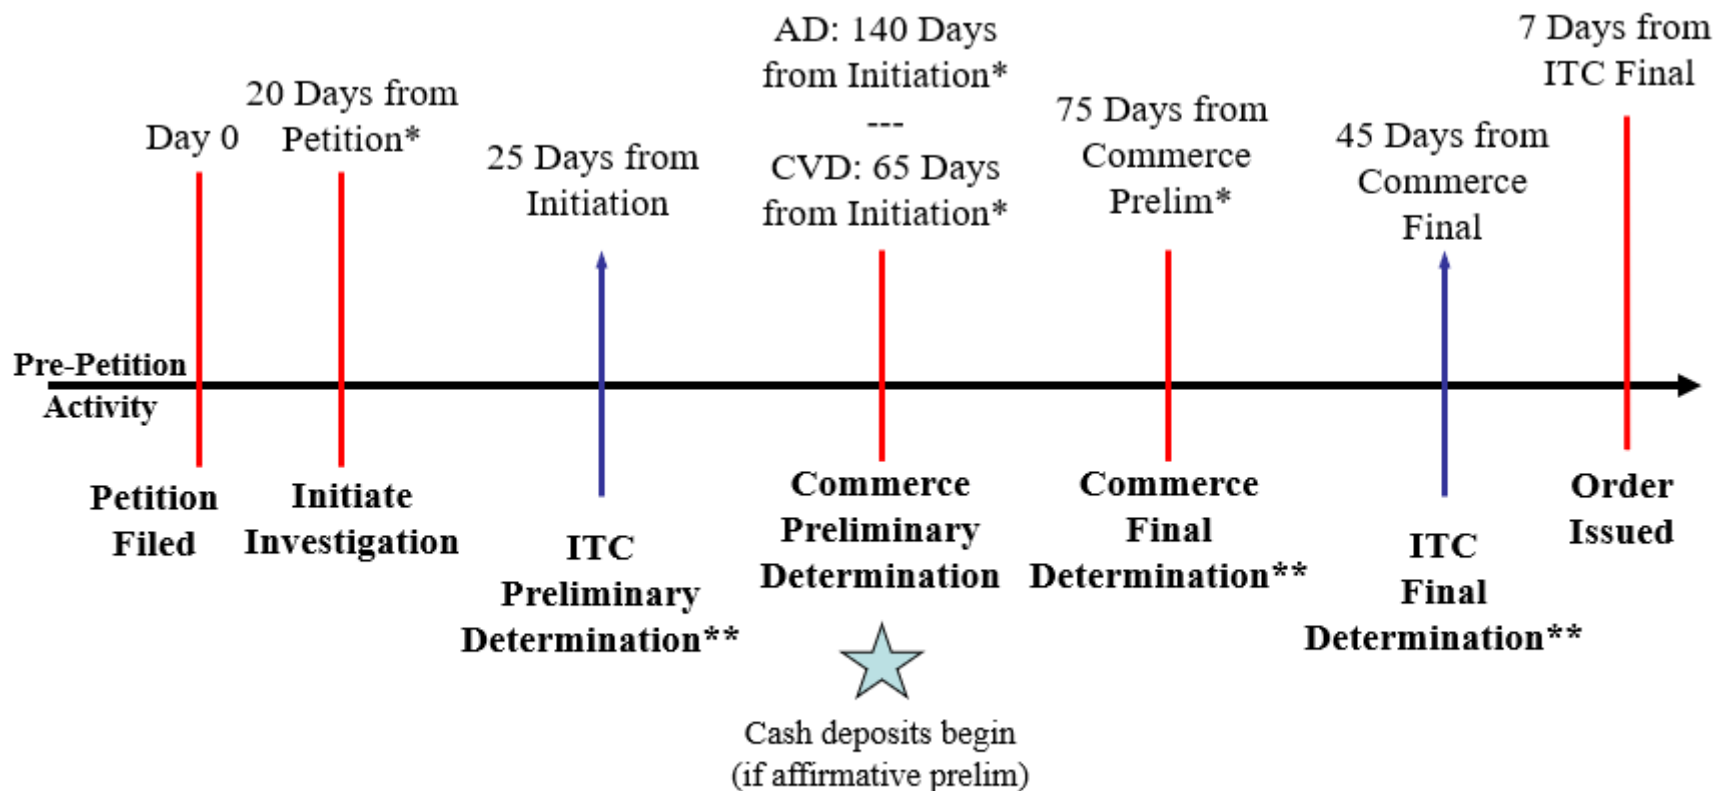 Day 0
20 Days from
Petition*
25 Days from
Initiation
AD: 140 Days
from Initiation*
---
CVD: 65 Days
from Initiation*
75 Days from
Commerce
Prelim*
45 Days from
Commerce
Final
7 Days from
ITC Final
Pre-Petition
Activity
Petition
Filed
Initiate
Investigation
ITC
Preliminary
Determination**
Commerce
Preliminary
Determination
Commerce
Final
Determination**
ITC
Final
Determination**
Order
Issued
Cash deposits begin
(if affirmative prelim)